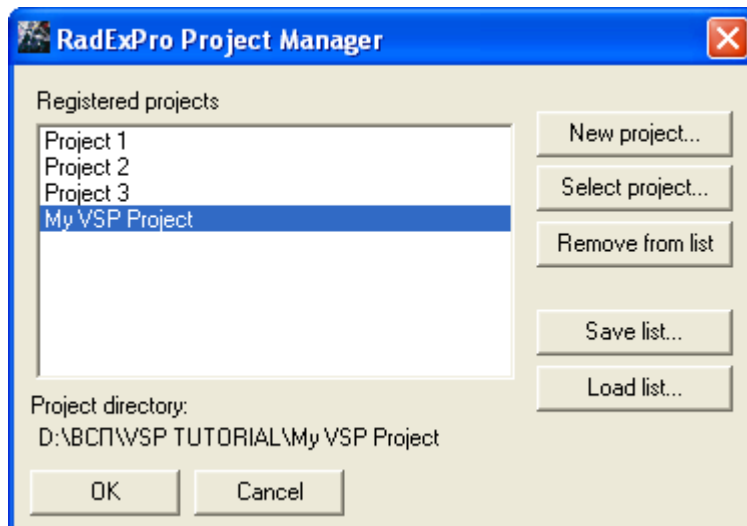 RadExPro Project Manager
Registered projects
Project 1
Project 2
Project 3
My VSP Project
New project...
Select project...
Remove from list
Save list...
Load list...
Project directory:
D:\ВСП\VSP TUTORIAL\My VSP Project
OK
Cancel